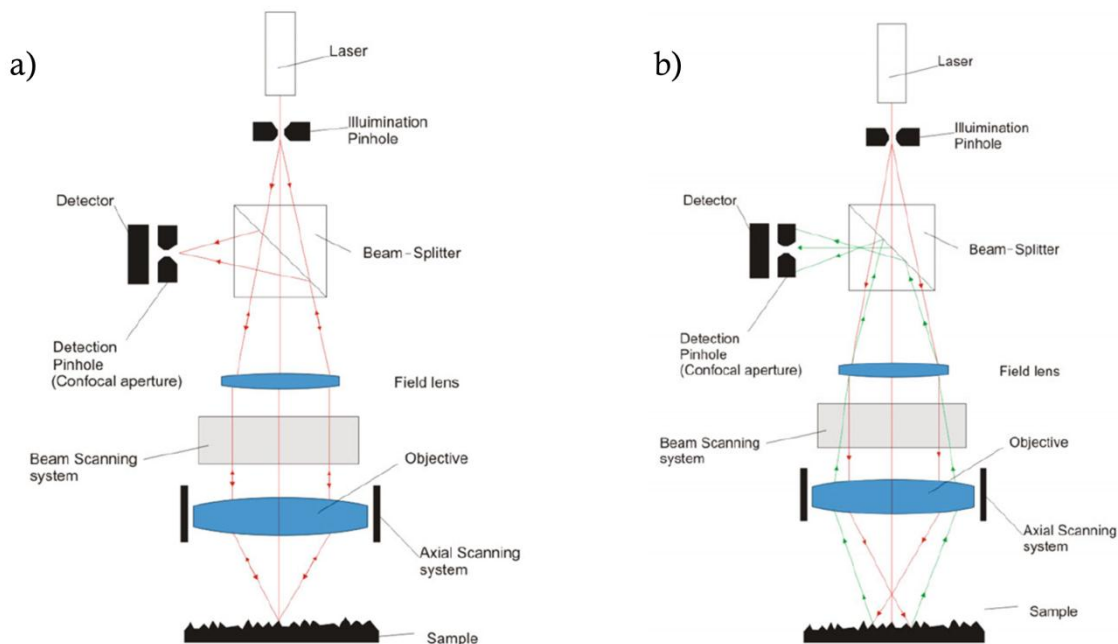 a)
Laser
Illuimination
Pinhole
Detector
Beam-Splitter
Detection
Pinhole
(Confocal aperture)
Field lens
Beam Scanning
system
Objective
Axial Scanning
system
Sample
b)
Laser
Illuimination
Pinhole
Detector
Beam-Splitter
Detection
Pinhole
(Confocal aperture)
Field lens
Beam Scanning
system
Objective
Axial Scanning
system
Sample